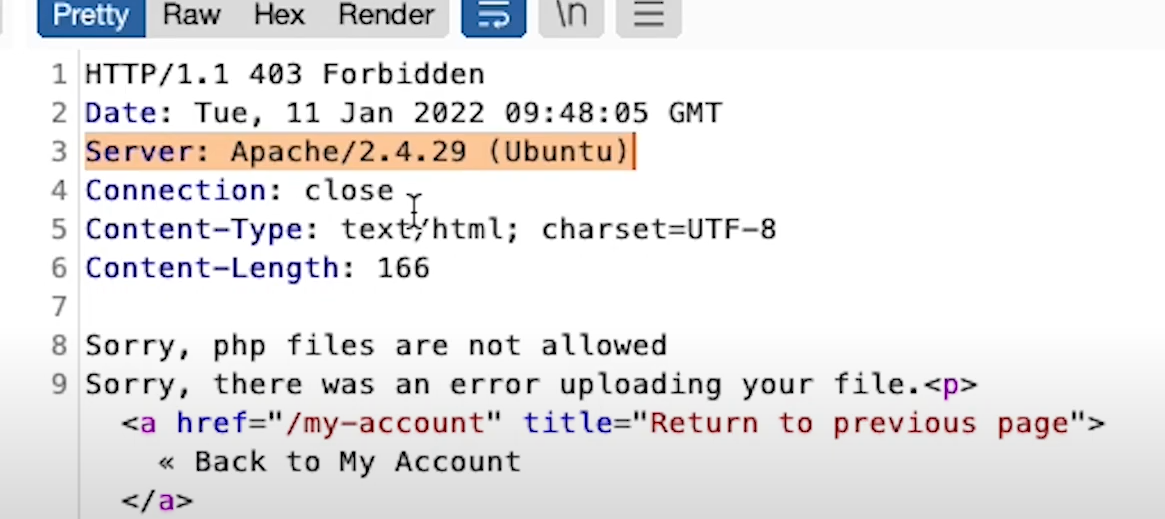 Pretty Raw Hex Render \n
1 HTTP/1.1 403 Forbidden
2 Date: Tue, 11 Jan 2022 09:48:05 GMT
3 Server: Apache/2.4.29 (Ubuntu)
4 Connection: close
5 Content-Type: text/html; charset=UTF-8
6 Content-Length: 166
7
8 Sorry, php files are not allowed
9 Sorry, there was an error uploading your file.<p>
<a href="/my-account" title="Return to previous page">
« Back to My Account
</a>